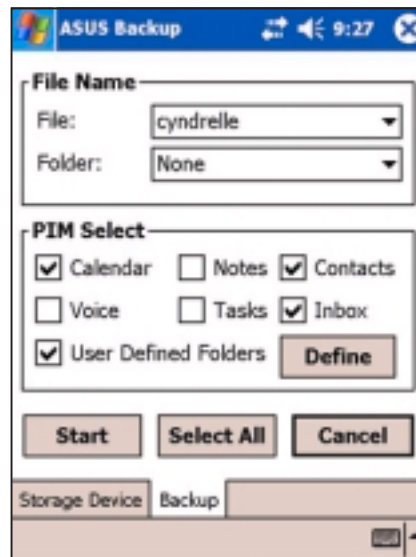 ASUS Backup 9:27
File Name
File: cyndrelle
Folder: None
PIM Select
Calendar Notes Contacts
Voice Tasks Inbox
User Defined Folders Define
Start Select All Cancel
Storage Device Backup